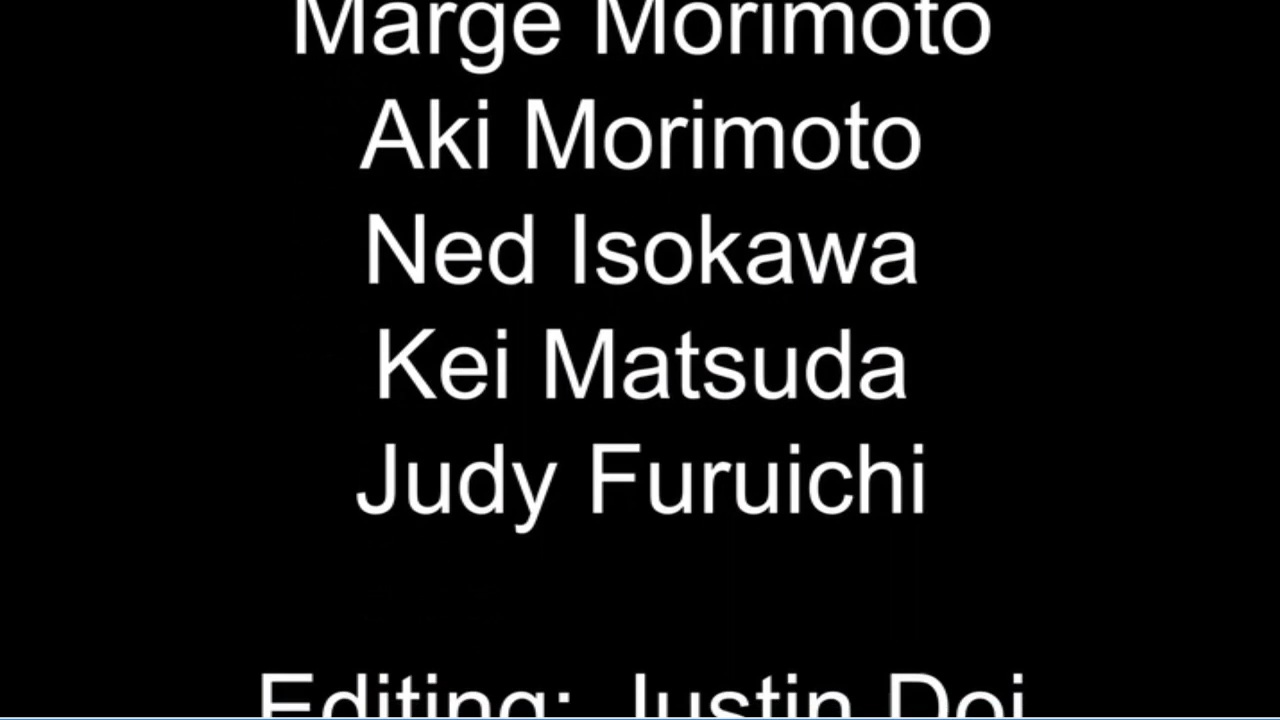 Marge Morimoto
Aki Morimoto
Ned Isokawa
Kei Matsuda
Judy Furuichi
Editing: Justin Doi